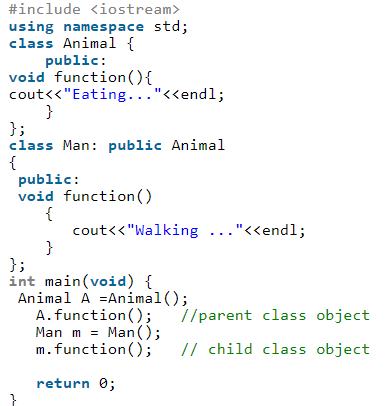 #include <iostream>
using namespace std;
class Animal {
    public:
void function(){
cout<<"Eating..."<<endl;
    }
};
class Man: public Animal
{
 public:
 void function()
    {
       cout<<"Walking ..."<<endl;
    }
};
int main(void) {
 Animal A =Animal();
   A.function();   //parent class object
   Man m = Man();
   m.function();   // child class object

   return 0;
}